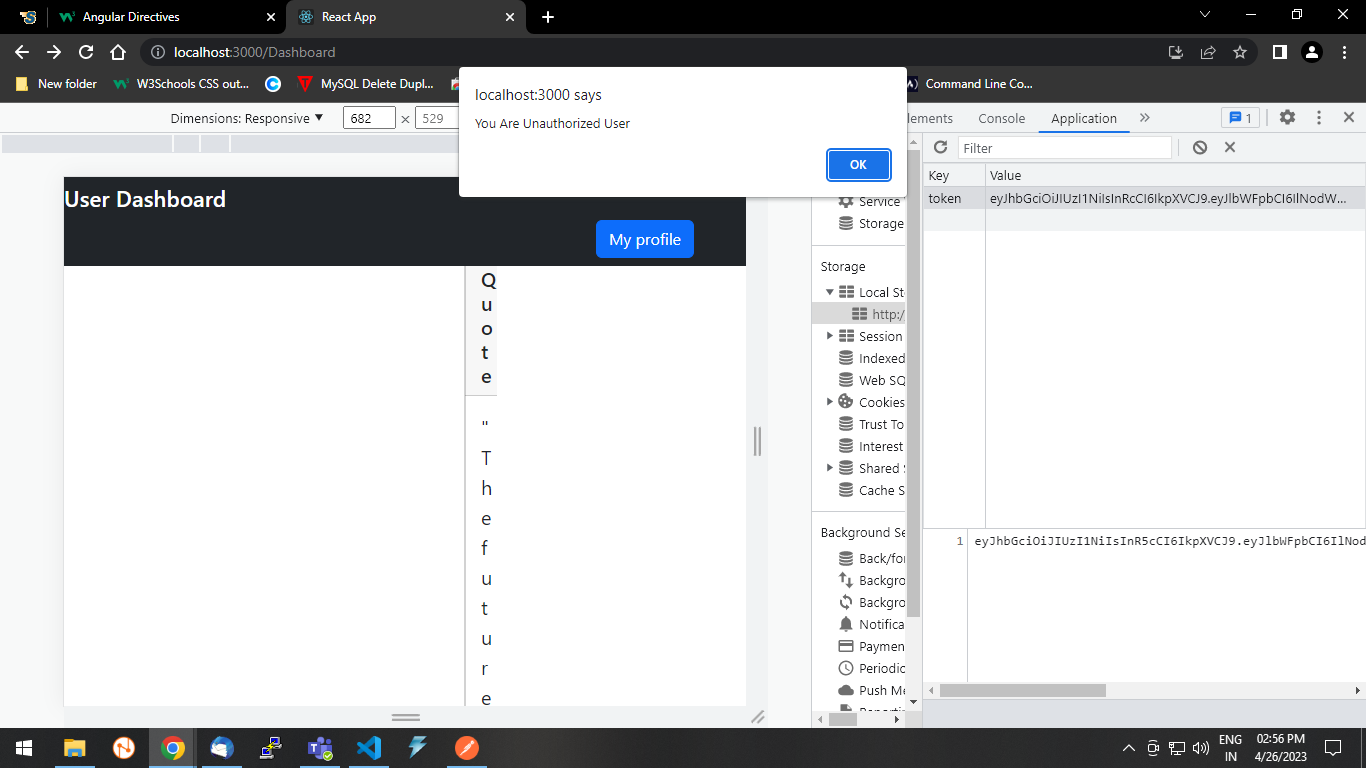 Angular Directives
React App
localhost:3000/Dashboard
New folder
W3Schools CSS out...
MySQL Delete Dupl...
Command Line Co...
localhost:3000 says
You Are Unauthorized User
OK
Dimensions: Responsive
682
×
529
lements
Console
Application
1
Filter
Key
Value
token
eyJhbGciOiJIUzI1NiIsInRcCI6IkpXVCJ9.eyJlbWFpbCI6IlNodW...
User Dashboard
My profile
Q
u
o
t
e
"
T
h
e
f
u
t
u
r
e
Service
Storage
Storage
Local St
http:/
Session
Indexed
Web SQ
Cookies
Trust To
Interest
Shared S
Cache S
Background Se
Back/for
Backgro
Backgro
Notifica
Paymen
Periodic
Push Me
1
eyJhbGciOiJIUzI1NiIsInR5cCI6IkpXVCJ9.eyJlbWFpbCI6IlNod
ENG
IN
02:56 PM
4/26/2023